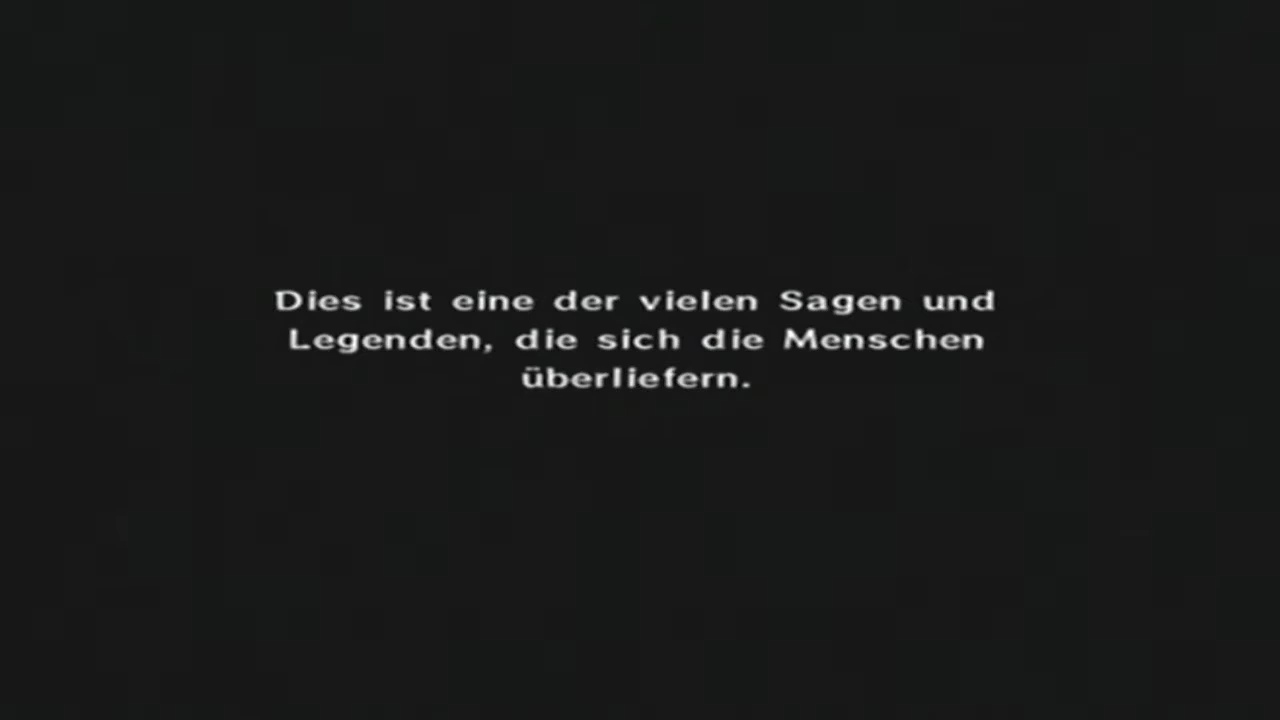 Dies ist eine der vielen Sagen und
Legenden, die sich die Menschen
überliefern.